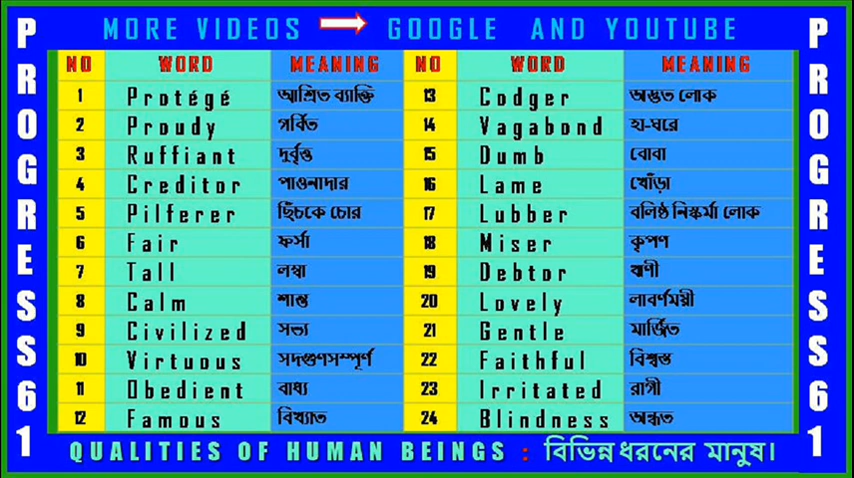 MORE VIDEOS GOOGLE AND YOUTUBE
PROGRESS61
NO WORD MEANING NO WORD MEANING
1 Protégé আশ্রিত ব্যাক্তি 13 Codger অদ্ভত লোক
2 Proudy গর্বিত 14 Vagabond হা-ঘরে
3 Ruffiant দুর্বৃত্ত 15 Dumb বোবা
4 Creditor পাওনাদার 16 Lame খোঁড়া
5 Pilferer ছিঁচকে চোর 17 Lubber বলিষ্ঠ নিস্কর্মা লোক
6 Fair ফর্সা 18 Miser কৃপণ
7 Tall লম্বা 19 Debtor ঋণী
8 Calm শান্ত 20 Lovely লাবর্ণময়ী
9 Civilized সভ্য 21 Gentle মার্জিত
10 Virtuous সদগুণসম্পূর্ণ 22 Faithful বিশ্বস্ত
11 Obedient বাধ্য 23 Irritated রাগী
12 Famous বিখ্যাত 24 Blindness অন্ধত
PROGRESS61
QUALITIES OF HUMAN BEINGS : বিভিন্নধরনের মানুষ।